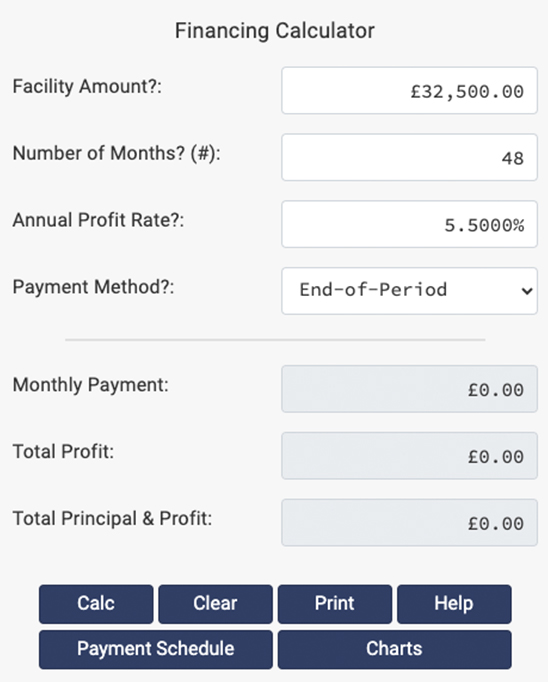 Financing Calculator
Facility Amount?: £32,500.00
Number of Months? (#): 48
Annual Profit Rate?: 5.5000%
Payment Method?: End-of-Period
Monthly Payment: £0.00
Total Profit: £0.00
Total Principal & Profit: £0.00
Calc Clear Print Help
Payment Schedule Charts